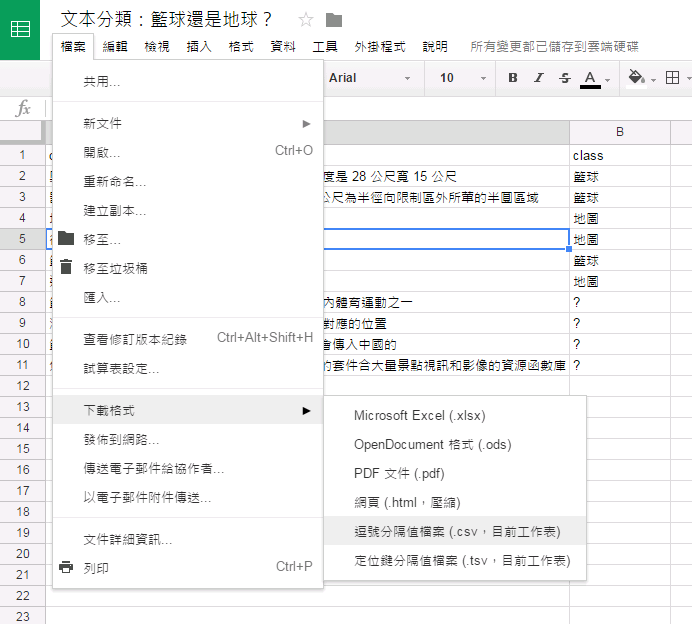 文本分類：籃球還是地球？
檔案 編輯 檢視 插入 格式 資料 工具 外掛程式 說明 所有變更都已儲存到雲端硬碟
Arial 10 B I S A
fx
共用...
新文件
開啟... Ctrl+O
重新命名...
建立副本...
移至...
移至垃圾桶
匯入...
查看修訂版本紀錄 Ctrl+Alt+Shift+H
試算表設定...
下載格式
發佈到網路...
傳送電子郵件給協作者...
以電子郵件附件傳送...
文件詳細資訊...
列印 Ctrl+P
Microsoft Excel (.xlsx)
OpenDocument 格式 (.ods)
PDF 文件 (.pdf)
網頁 (.html，壓縮)
逗號分隔值檔案 (.csv，目前工作表)
定位鍵分隔值檔案 (.tsv，目前工作表)
B
1 class
2 度是 28 公尺寬 15 公尺 籃球
3 公尺為半徑向限制區外所華的半圓區域 籃球
4 地圖
5 地圖
6 籃球
7 地圖
8 內體育運動之一 ?
9 對應的位置 ?
10 會傳入中國的 ?
11 的套件含大量景點視訊和影像的資源函數庫 ?
12
13
14
15
16
17
18
19
20
21
22
23